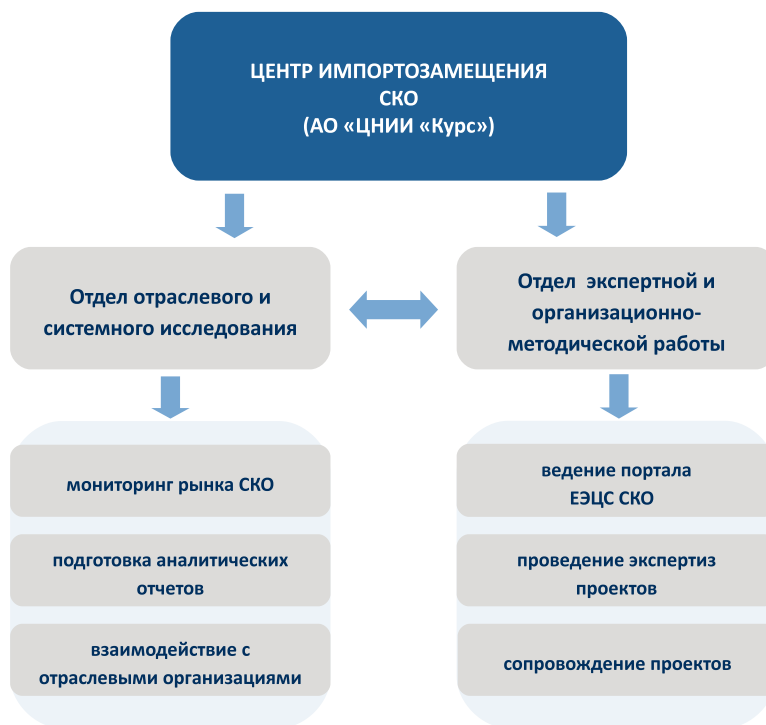 ЦЕНТР ИМПОРТОЗАМЕЩЕНИЯ
СКО
(АО «ЦНИИ «Курс»)
Отдел отраслевого и
системного исследования
Отдел экспертной и
организационно-
методической работы
мониторинг рынка СКО
подготовка аналитических
отчетов
взаимодействие с
отраслевыми организациями
ведение портала
ЕЭЦС СКО
проведение экспертиз
проектов
сопровождение проектов